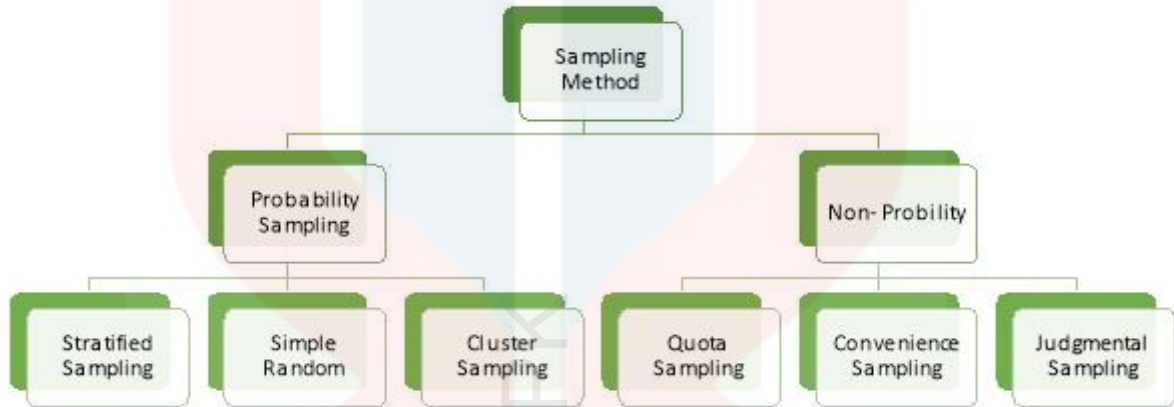 Sampling
Method
Probability
Sampling
Non- Probility
Stratified
Sampling
Simple
Random
Cluster
Sampling
Quota
Sampling
Convenience
Sampling
Judgmental
Sampling